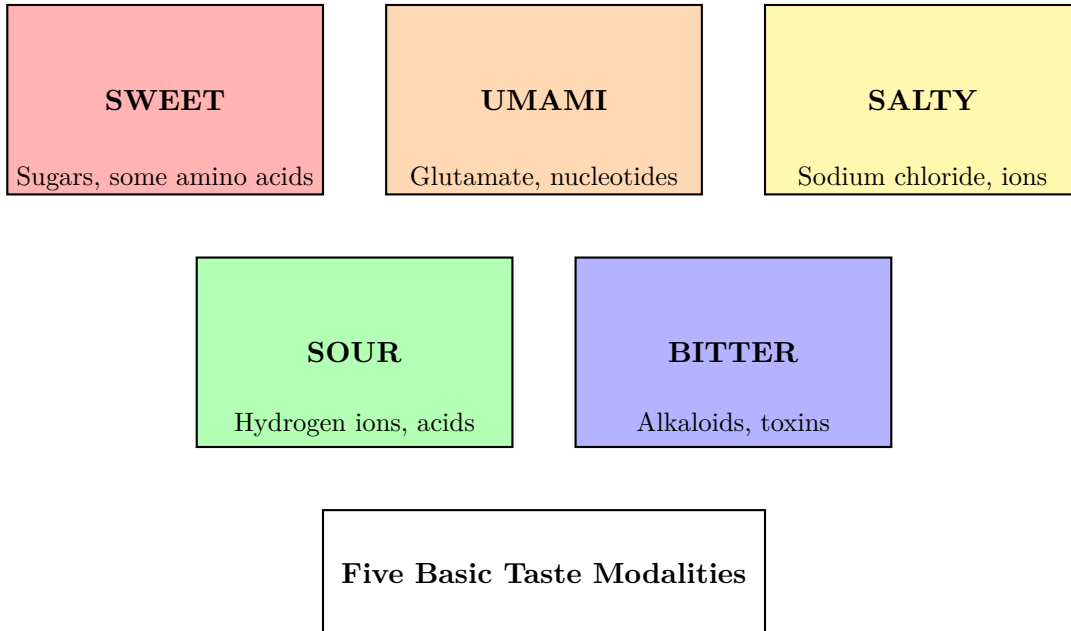 SWEET
Sugars, some amino acids
UMAMI
Glutamate, nucleotides
SALTY
Sodium chloride, ions
SOUR
Hydrogen ions, acids
BITTER
Alkaloids, toxins
Five Basic Taste Modalities